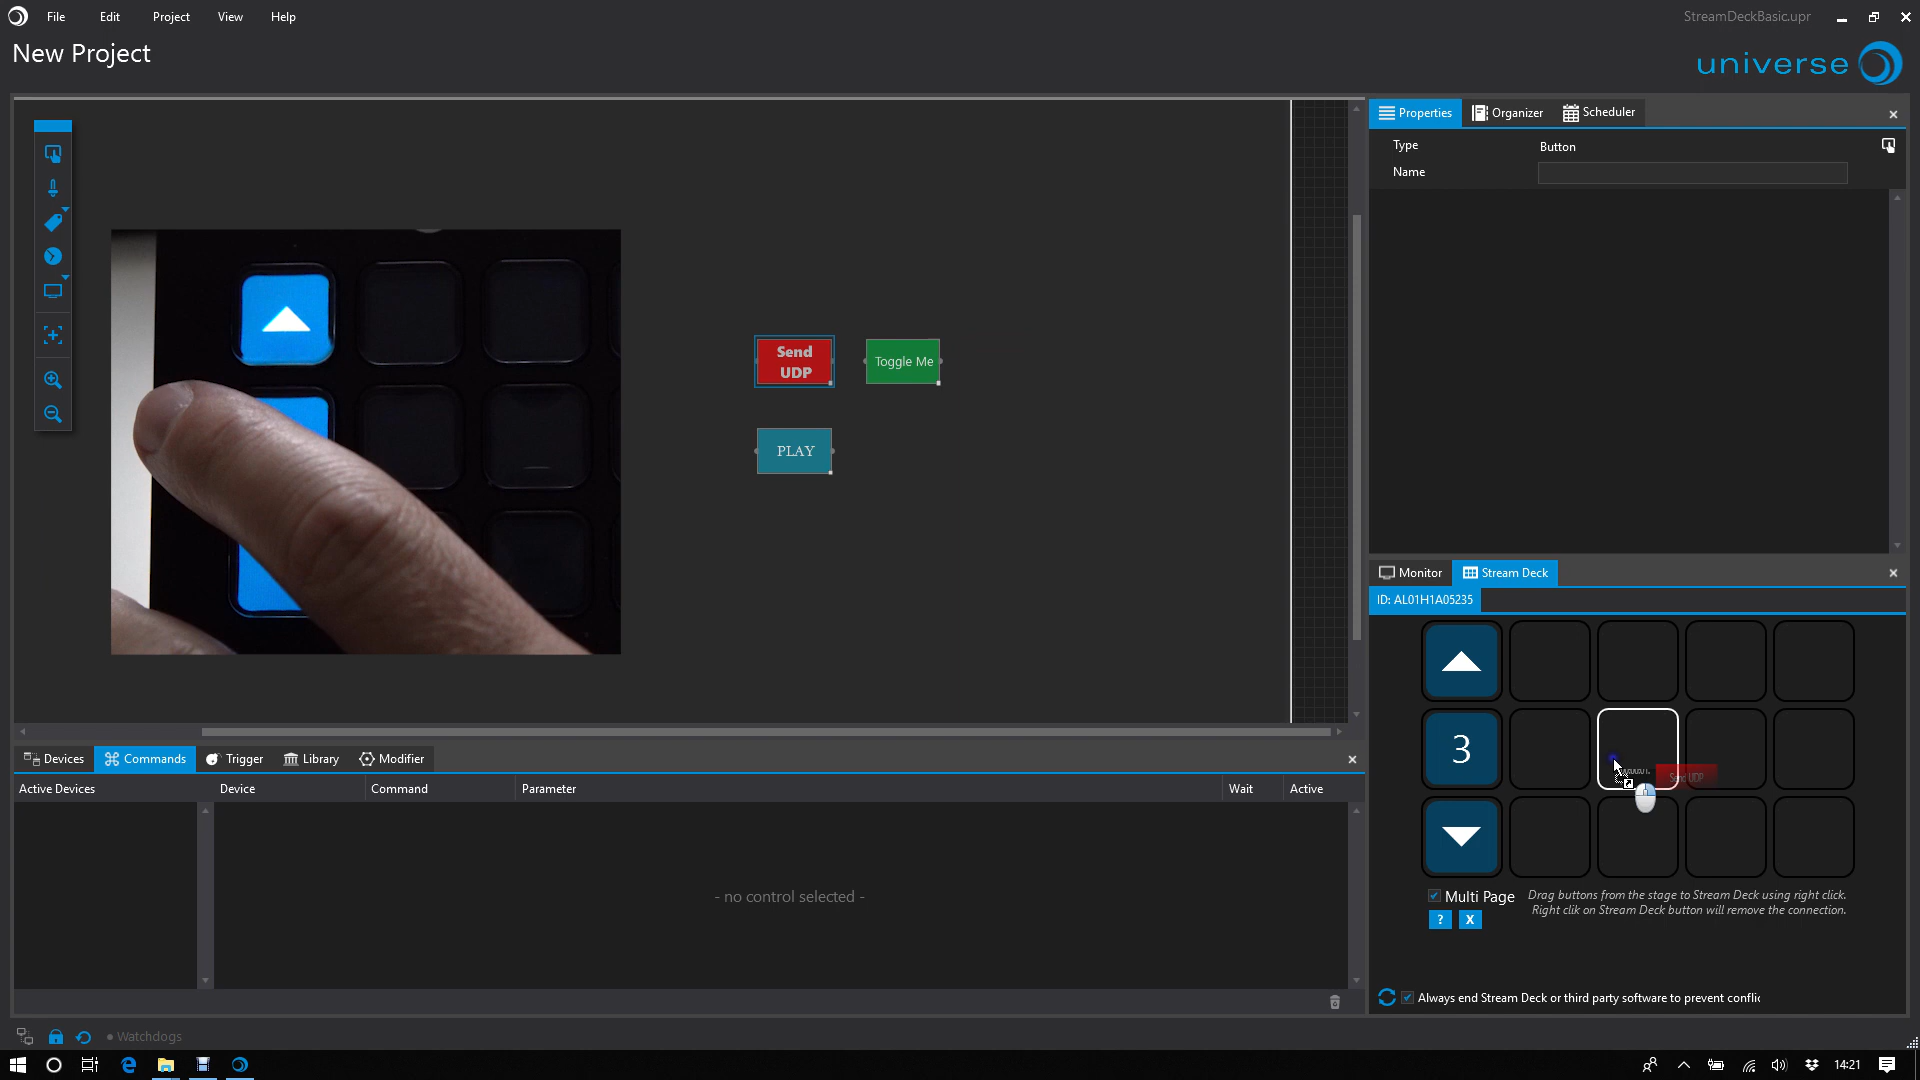 File Edit Project View Help
StreamDeckBasic.upr
New Project
universe
Properties Organizer Scheduler
Type Button
Name
Send
UDP
Toggle Me
PLAY
Monitor Stream Deck
ID: AL01H1A05235
3
Send UDP
Multi Page
Drag buttons from the stage to Stream Deck using right click.
Right clik on Stream Deck button will remove the connection.
? X
Always end Stream Deck or third party software to prevent conflic
Devices Commands Trigger Library Modifier
Active Devices Device Command Parameter Wait Active
- no control selected -
Watchdogs
14:21